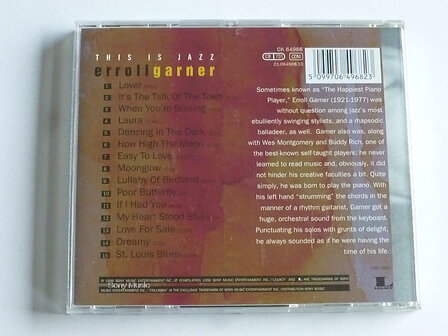 THIS IS JAZZ
errollgarner
1 Lover
2 It's The Talk Of The Town
3 When You're Smiling
4 Laura
5 Dancing In The Dark
6 How High The Moon
7 Easy To Love
8 Moonglow
9 Lullaby Of Birdland
10 Poor Butterfly
11 If I Had You
12 My Heart Stood Still
13 Love For Sale
14 Dreamy
15 St. Louis Blues
CK 64968
5099706496823
Sometimes known as "The Happiest Piano
Player," Erroll Garner (1921-1977) was
without question among jazz's most
ebulliently swinging stylists, and a rhapsodic
balladeer, as well. Garner also was, along
with Wes Montgomery and Buddy Rich, one of
the best-known self-taught players; he never
learned to read music and, obviously, it did
not hinder his creative faculties a bit. Quite
simply, he was born to play the piano. With
his left hand "strumming" the chords in the
manner of a rhythm guitarist, Garner got a
huge, orchestral sound from the keyboard.
Punctuating his solos with grunts of delight,
he always sounded as if he were having the
time of his life.
Sony Music